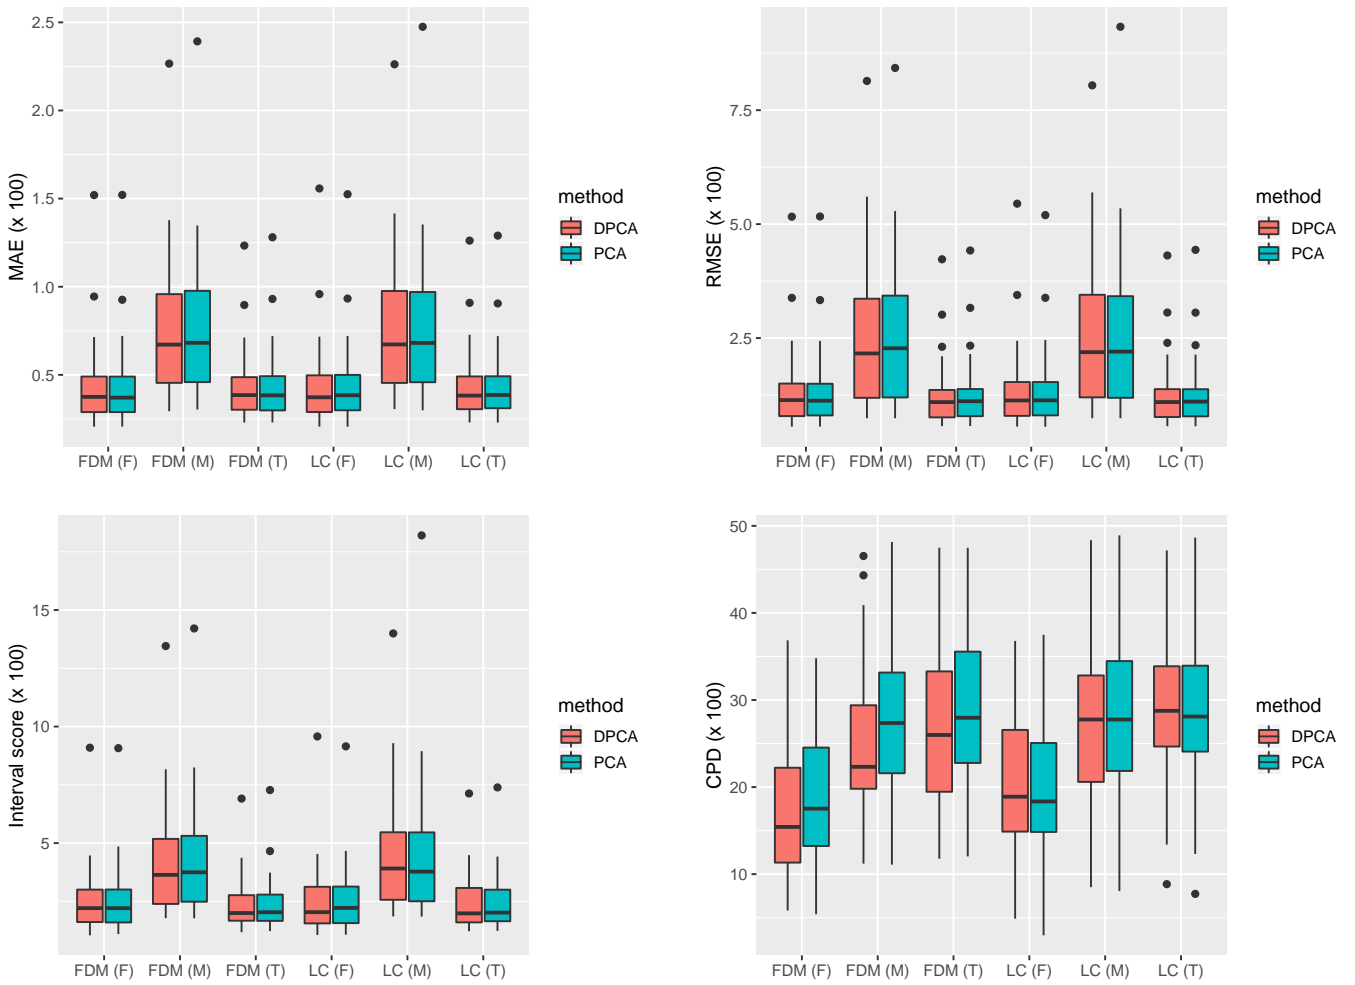 2.5
2.0
1.5
1.0
0.5
MAE (x 100)
FDM (F) FDM (M) FDM (T) LC (F) LC (M) LC (T)
method
DPCA
PCA
7.5
5.0
2.5
RMSE (x 100)
FDM (F) FDM (M) FDM (T) LC (F) LC (M) LC (T)
method
DPCA
PCA
15
10
5
Interval score (x 100)
FDM (F) FDM (M) FDM (T) LC (F) LC (M) LC (T)
method
DPCA
PCA
50
40
30
20
10
CPD (x 100)
FDM (F) FDM (M) FDM (T) LC (F) LC (M) LC (T)
method
DPCA
PCA